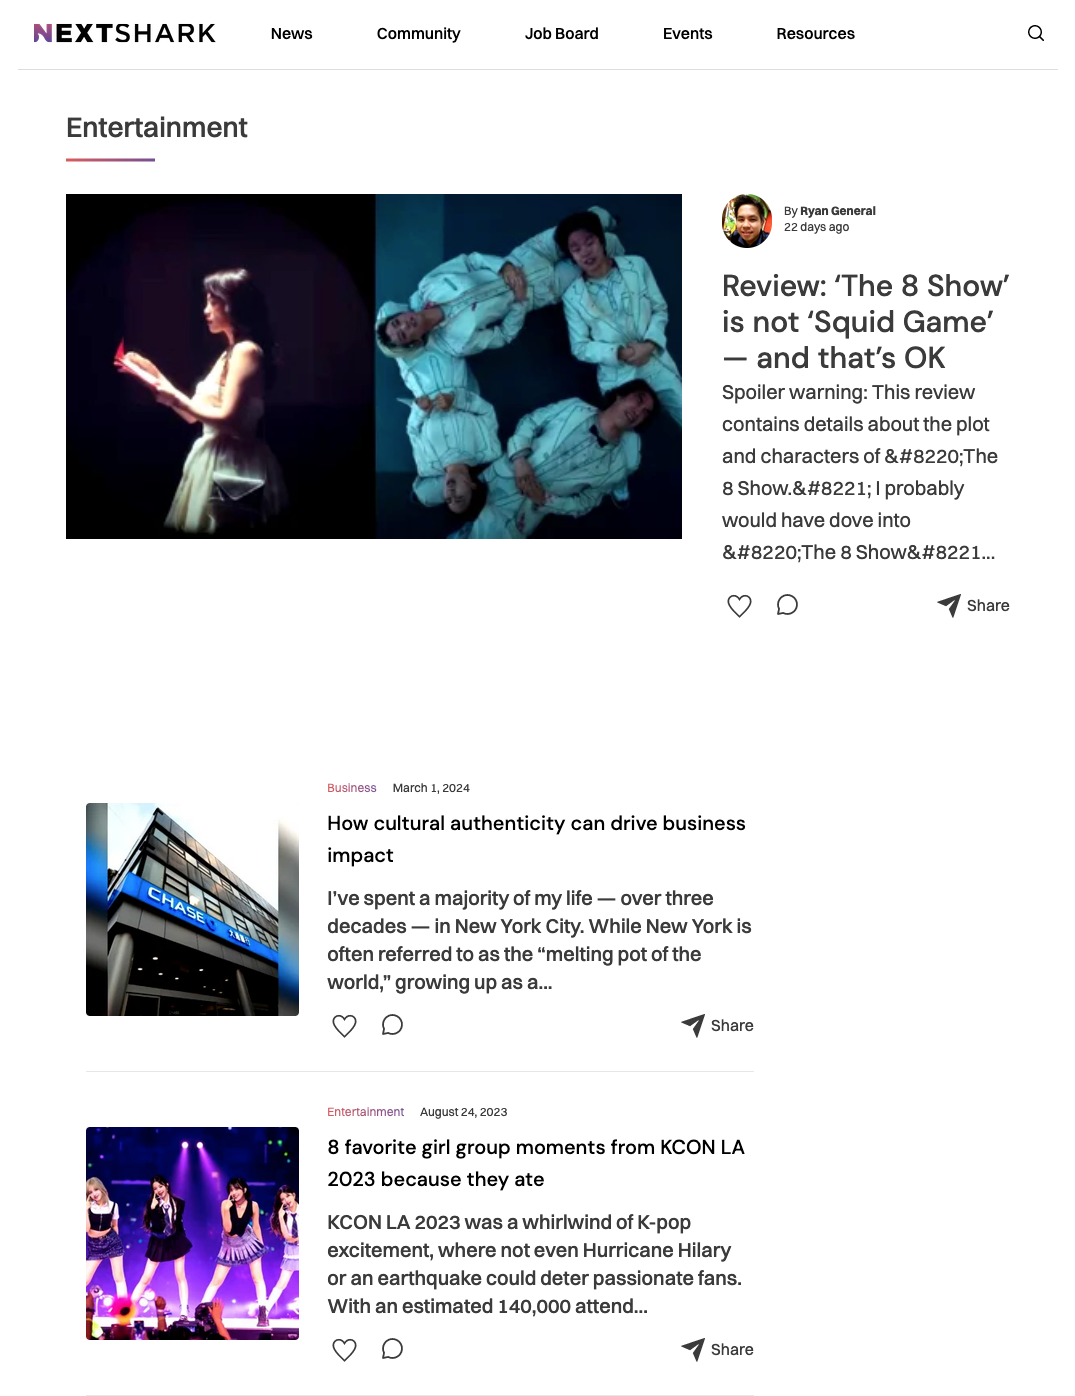 NEXTSHARK
News
Community
Job Board
Events
Resources
Entertainment
By Ryan General
22 days ago
Review: ‘The 8 Show’
is not ‘Squid Game’
— and that’s OK
Spoiler warning: This review
contains details about the plot
and characters of &#8220;The
8 Show.&#8221; I probably
would have dove into
&#8220;The 8 Show&#8221...
Share
Business March 1, 2024
How cultural authenticity can drive business
impact
CHASE
I’ve spent a majority of my life — over three
decades — in New York City. While New York is
often referred to as the “melting pot of the
world,” growing up as a...
Share
Entertainment August 24, 2023
8 favorite girl group moments from KCON LA
2023 because they ate
KCON LA 2023 was a whirlwind of K-pop
excitement, where not even Hurricane Hilary
or an earthquake could deter passionate fans.
With an estimated 140,000 attend...
Share